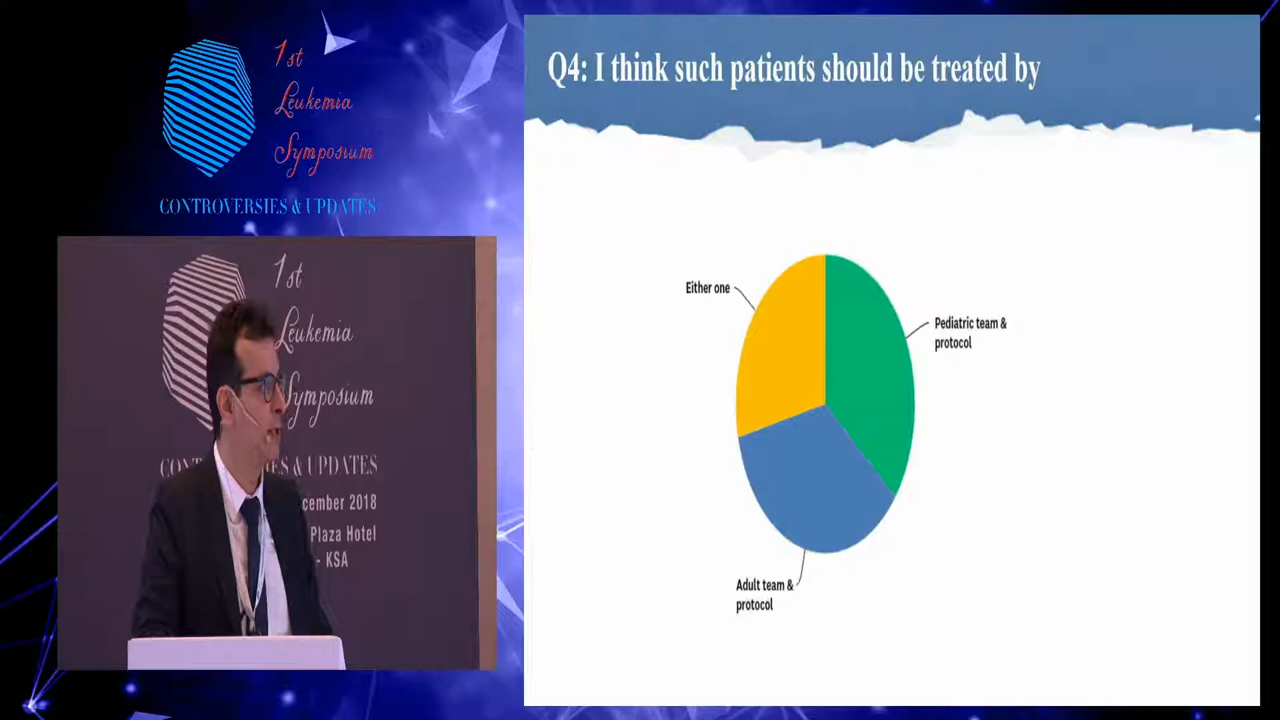 1st
Leukemia
Symposium
CONTROVERSIES & UPDATES
1st
Leukemia
Symposium
ES & UPDATES
cember 2018
Plaza Hotel
- KSA
Q4: I think such patients should be treated by
Either one
Pediatric team &
protocol
Adult team &
protocol